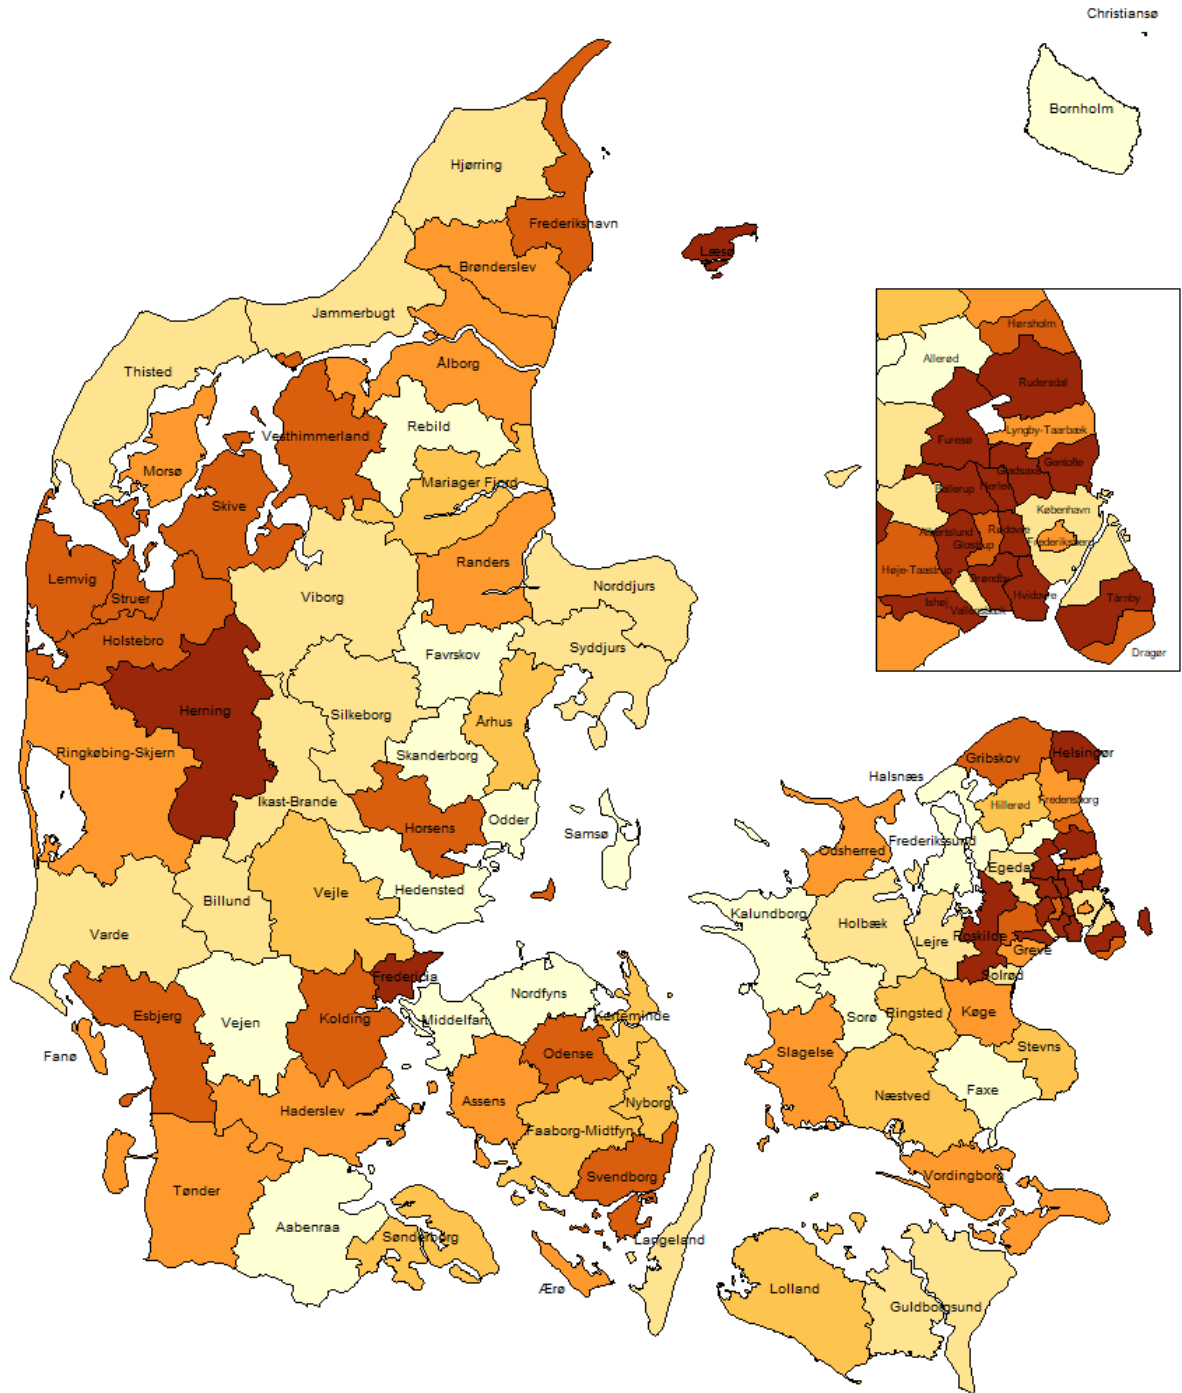 Christiansø
Bornholm
Hjørring
Frederikshavn
Læsø
Brønderslev
Jammerbugt
Thisted
Ålborg
Rebild
Vesthimmerland
Morsø
Mariager Fjord
Skive
Randers
Norddjurs
Lemvig
Struer
Viborg
Holstebro
Favrskov
Syddjurs
Herning
Silkeborg
Århus
Ringkøbing-Skjern
Skanderborg
Ikast-Brande
Horsens
Odder
Samsø
Vejle
Hedensted
Billund
Varde
Fredericia
Esbjerg
Vejen
Kolding
Middelfart
Nordfyns
Kerteminde
Fanø
Odense
Haderslev
Assens
Nyborg
Faaborg-Midtfyn
Svendborg
Tønder
Aabenraa
Sønderborg
Langeland
Ærø
Hørsholm
Allerød
Rudersdal
Lyngby-Taarbæk
Furesø
Gentofte
Gladsaxe
Ballerup
Herlev
København
Albertslund
Rødovre
Glostrup
Frederiksberg
Høje-Taastrup
Brøndby
Hvidovre
Ishøj
Vallensbæk
Tårnby
Dragør
Gribskov
Helsingør
Halsnæs
Hillerød
Fredensborg
Frederikssund
Odsherred
Egedal
Kalundborg
Holbæk
Lejre
Roskilde
Greve
Solrød
Sorø
Ringsted
Køge
Slagelse
Stevns
Næstved
Faxe
Vordingborg
Lolland
Guldborgsund